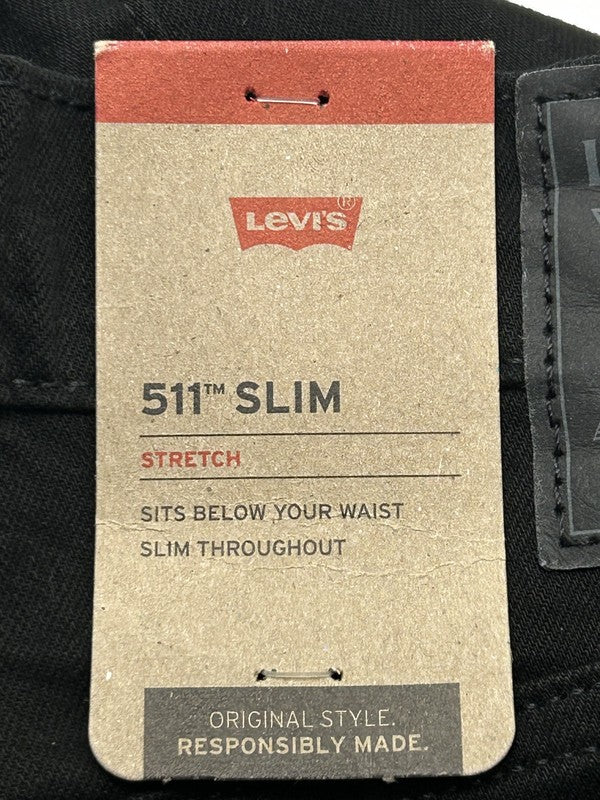 LEVI'S®
511™ SLIM
STRETCH
SITS BELOW YOUR WAIST
SLIM THROUGHOUT
ORIGINAL STYLE.
RESPONSIBLY MADE.